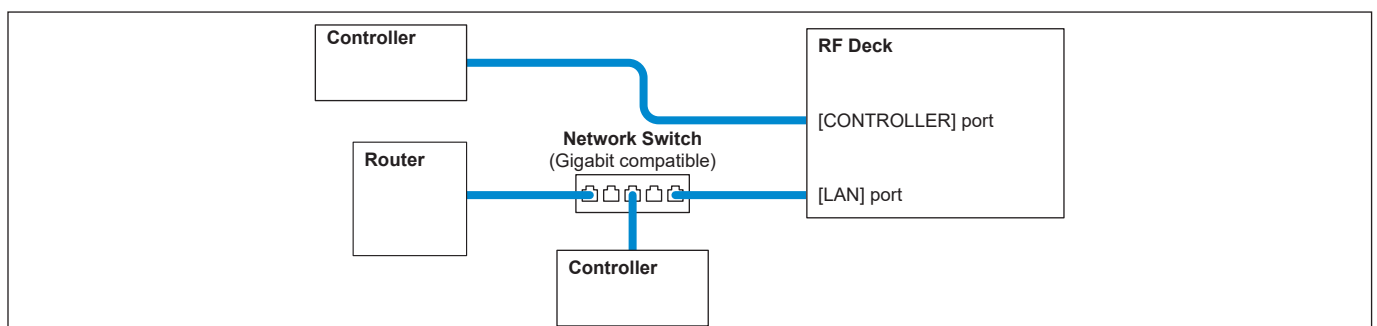 Controller
RF Deck
[CONTROLLER] port
Network Switch
(Gigabit compatible)
Router
[LAN] port
Controller